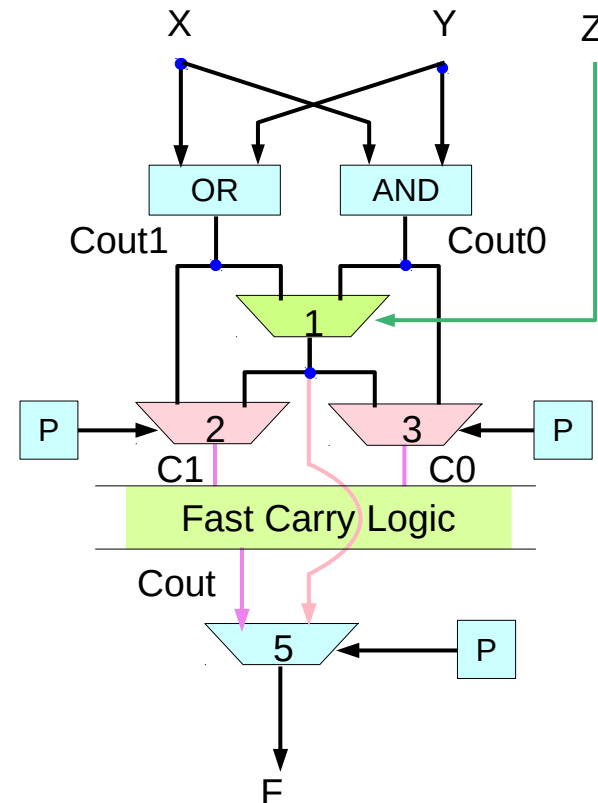 X Y Z
OR AND
Cout1 Cout0
1
P 2 3 P
C1 C0
Fast Carry Logic
Cout
5 P
F